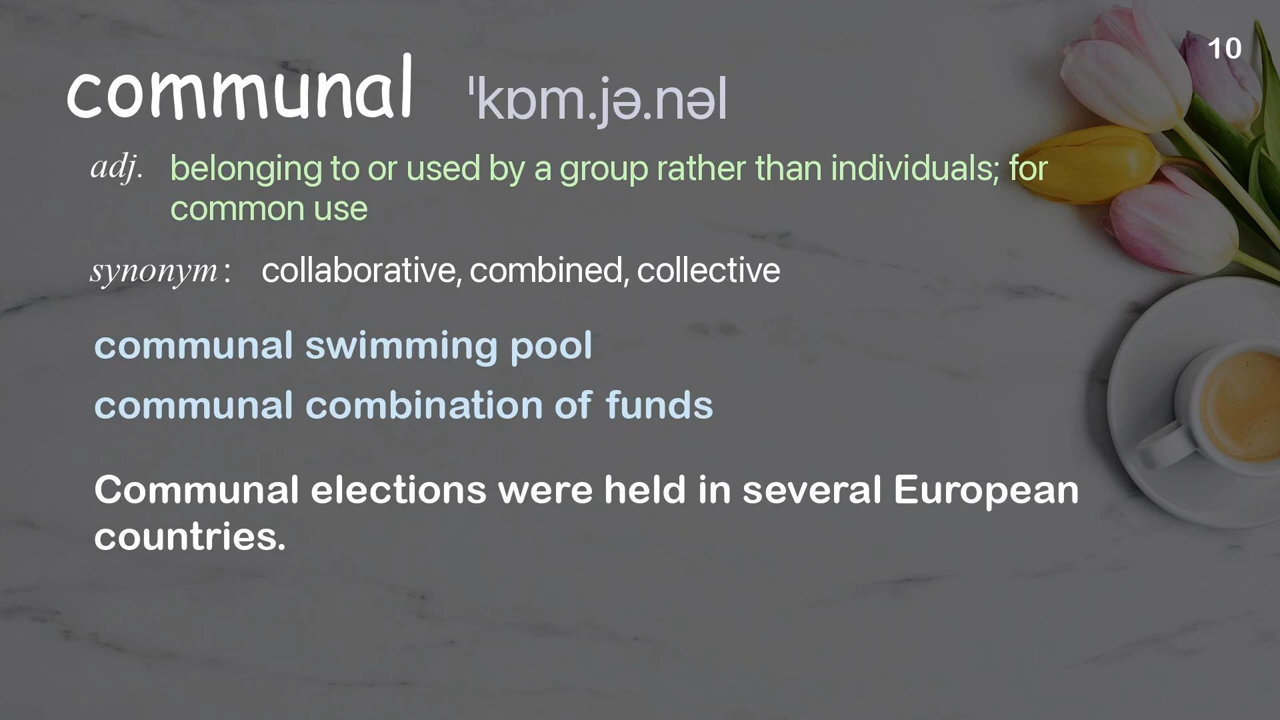 10
communal ˈkɒm.jə.nəl
adj. belonging to or used by a group rather than individuals; for
common use
synonym: collaborative, combined, collective
communal swimming pool
communal combination of funds
Communal elections were held in several European
countries.